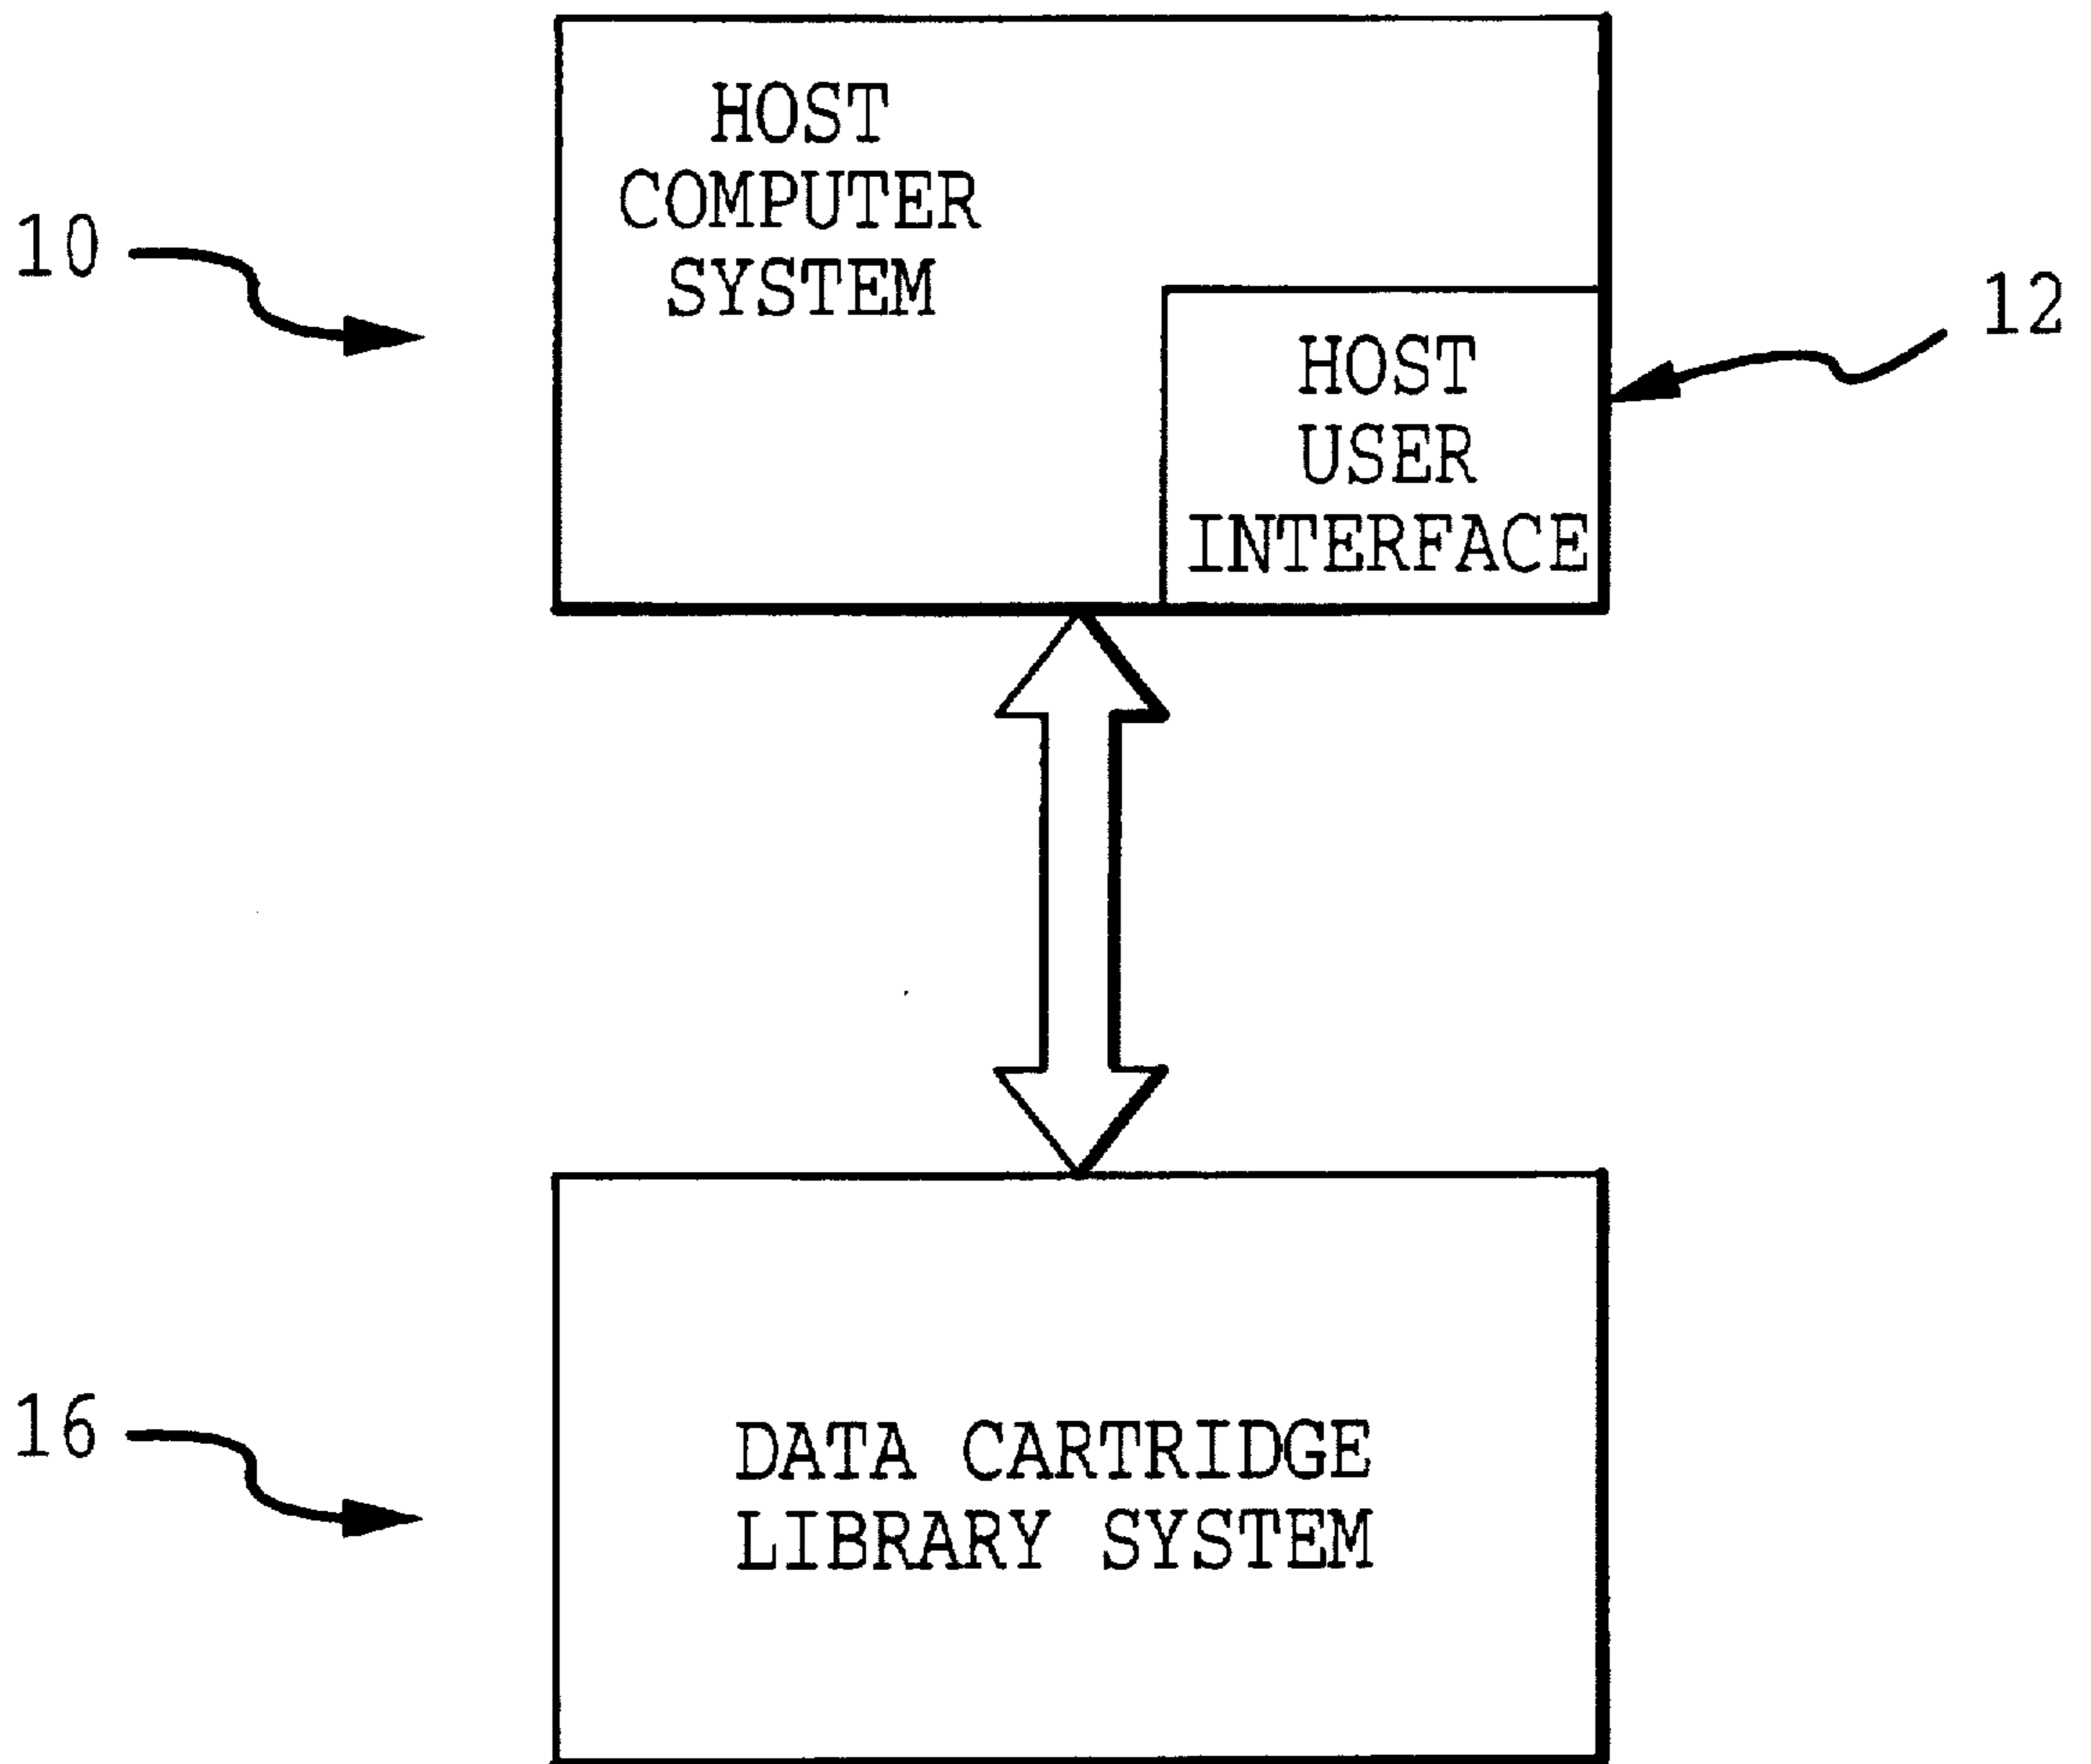 HOST
COMPUTER
SYSTEM
10
12
HOST
USER
INTERFACE
16
DATA CARTRIDGE
LIBRARY SYSTEM